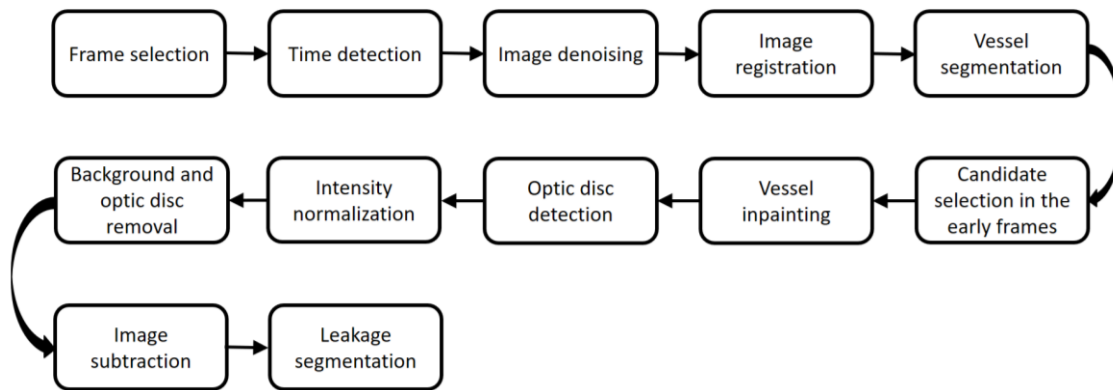 Frame selection
Time detection
Image denoising
Image
registration
Vessel
segmentation
Background and
optic disc
removal
Intensity
normalization
Optic disc
detection
Vessel
inpainting
Candidate
selection in the
early frames
Image
subtraction
Leakage
segmentation